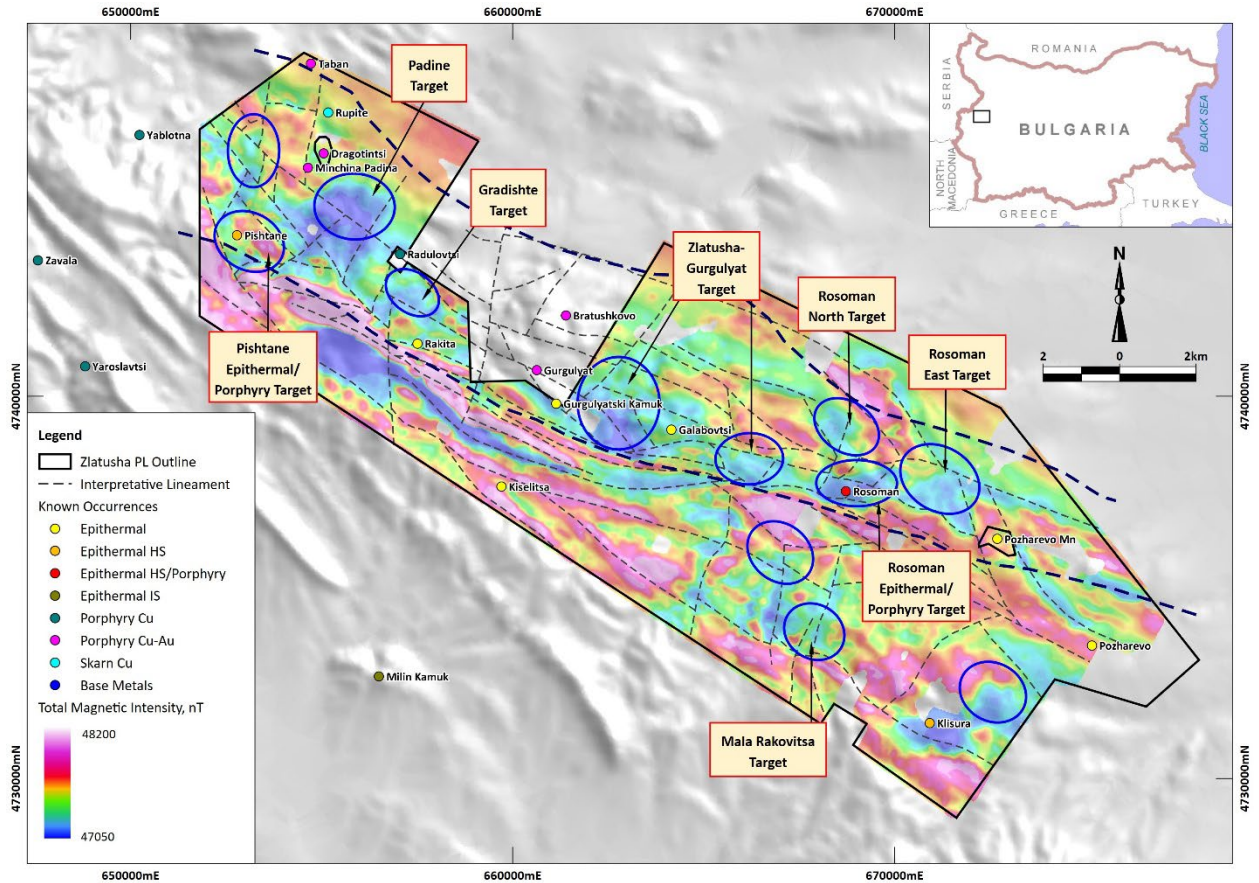 650000mE
660000mE
670000mE
Padine
Target
Taban
Rupite
Yablotna
Dragotintsi
Minchina Padina
Gradishte
Target
Pishtane
Radulovtsi
Zavala
Zlatusha-
Gurgulyat
Target
Rosoman
North Target
Rosoman
East Target
Bratushkovo
Pishtane
Epithermal/
Porphyry Target
Rakita
Yaroslavtsi
Gurgulyat
Gurgulyatski Kamuk
Galabovtsi
Kiselitsa
Rosoman
Pozharevo Mn
Rosoman
Epithermal/
Porphyry Target
Pozharevo
Milin Kamuk
Klisura
Mala Rakovitsa
Target
ROMANIA
SERBIA
BULGARIA
BLACK SEA
NORTH
MACEDONIA
GREECE
TURKEY
N
2 0 2km
4740000mN
4740000mN
4730000mN
4730000mN
Legend
Zlatusha PL Outline
Interpretative Lineament
Known Occurrences
Epithermal
Epithermal HS
Epithermal HS/Porphyry
Epithermal IS
Porphyry Cu
Porphyry Cu-Au
Skarn Cu
Base Metals
Total Magnetic Intensity, nT
48200
47050
650000mE
660000mE
670000mE